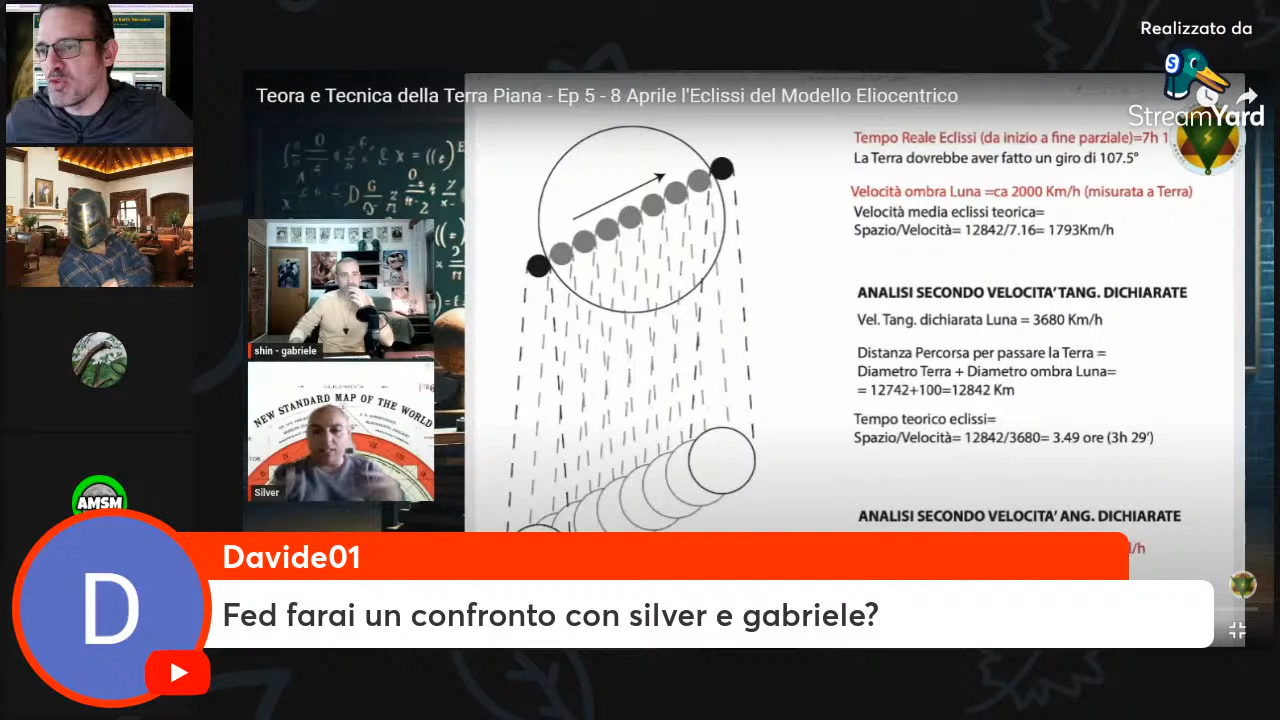 Realizzato da
StreamYard
Teora e Tecnica della Terra Piana - Ep 5 - 8 Aprile l'Eclissi del Modello Eliocentrico
Tempo Reale Eclissi (da inizio a fine parziale)=7h 1
La Terra dovrebbe aver fatto un giro di 107.5°
Velocità ombra Luna =ca 2000 Km/h (misurata a Terra)
Velocità media eclissi teorica=
Spazio/Velocità= 12842/7.16= 1793Km/h
ANALISI SECONDO VELOCITA' TANG. DICHIARATE
Vel. Tang. dichiarata Luna = 3680 Km/h
Distanza Percorsa per passare la Terra =
Diametro Terra + Diametro ombra Luna=
= 12742+100=12842 Km
Tempo teorico eclissi=
Spazio/Velocità= 12842/3680= 3.49 ore (3h 29')
ANALISI SECONDO VELOCITA' ANG. DICHIARATE
/h
shin - gabriele
NEW STANDARD MAP OF THE WORLD
Silver
AMSM
D
Davide01
Fed farai un confronto con silver e gabriele?